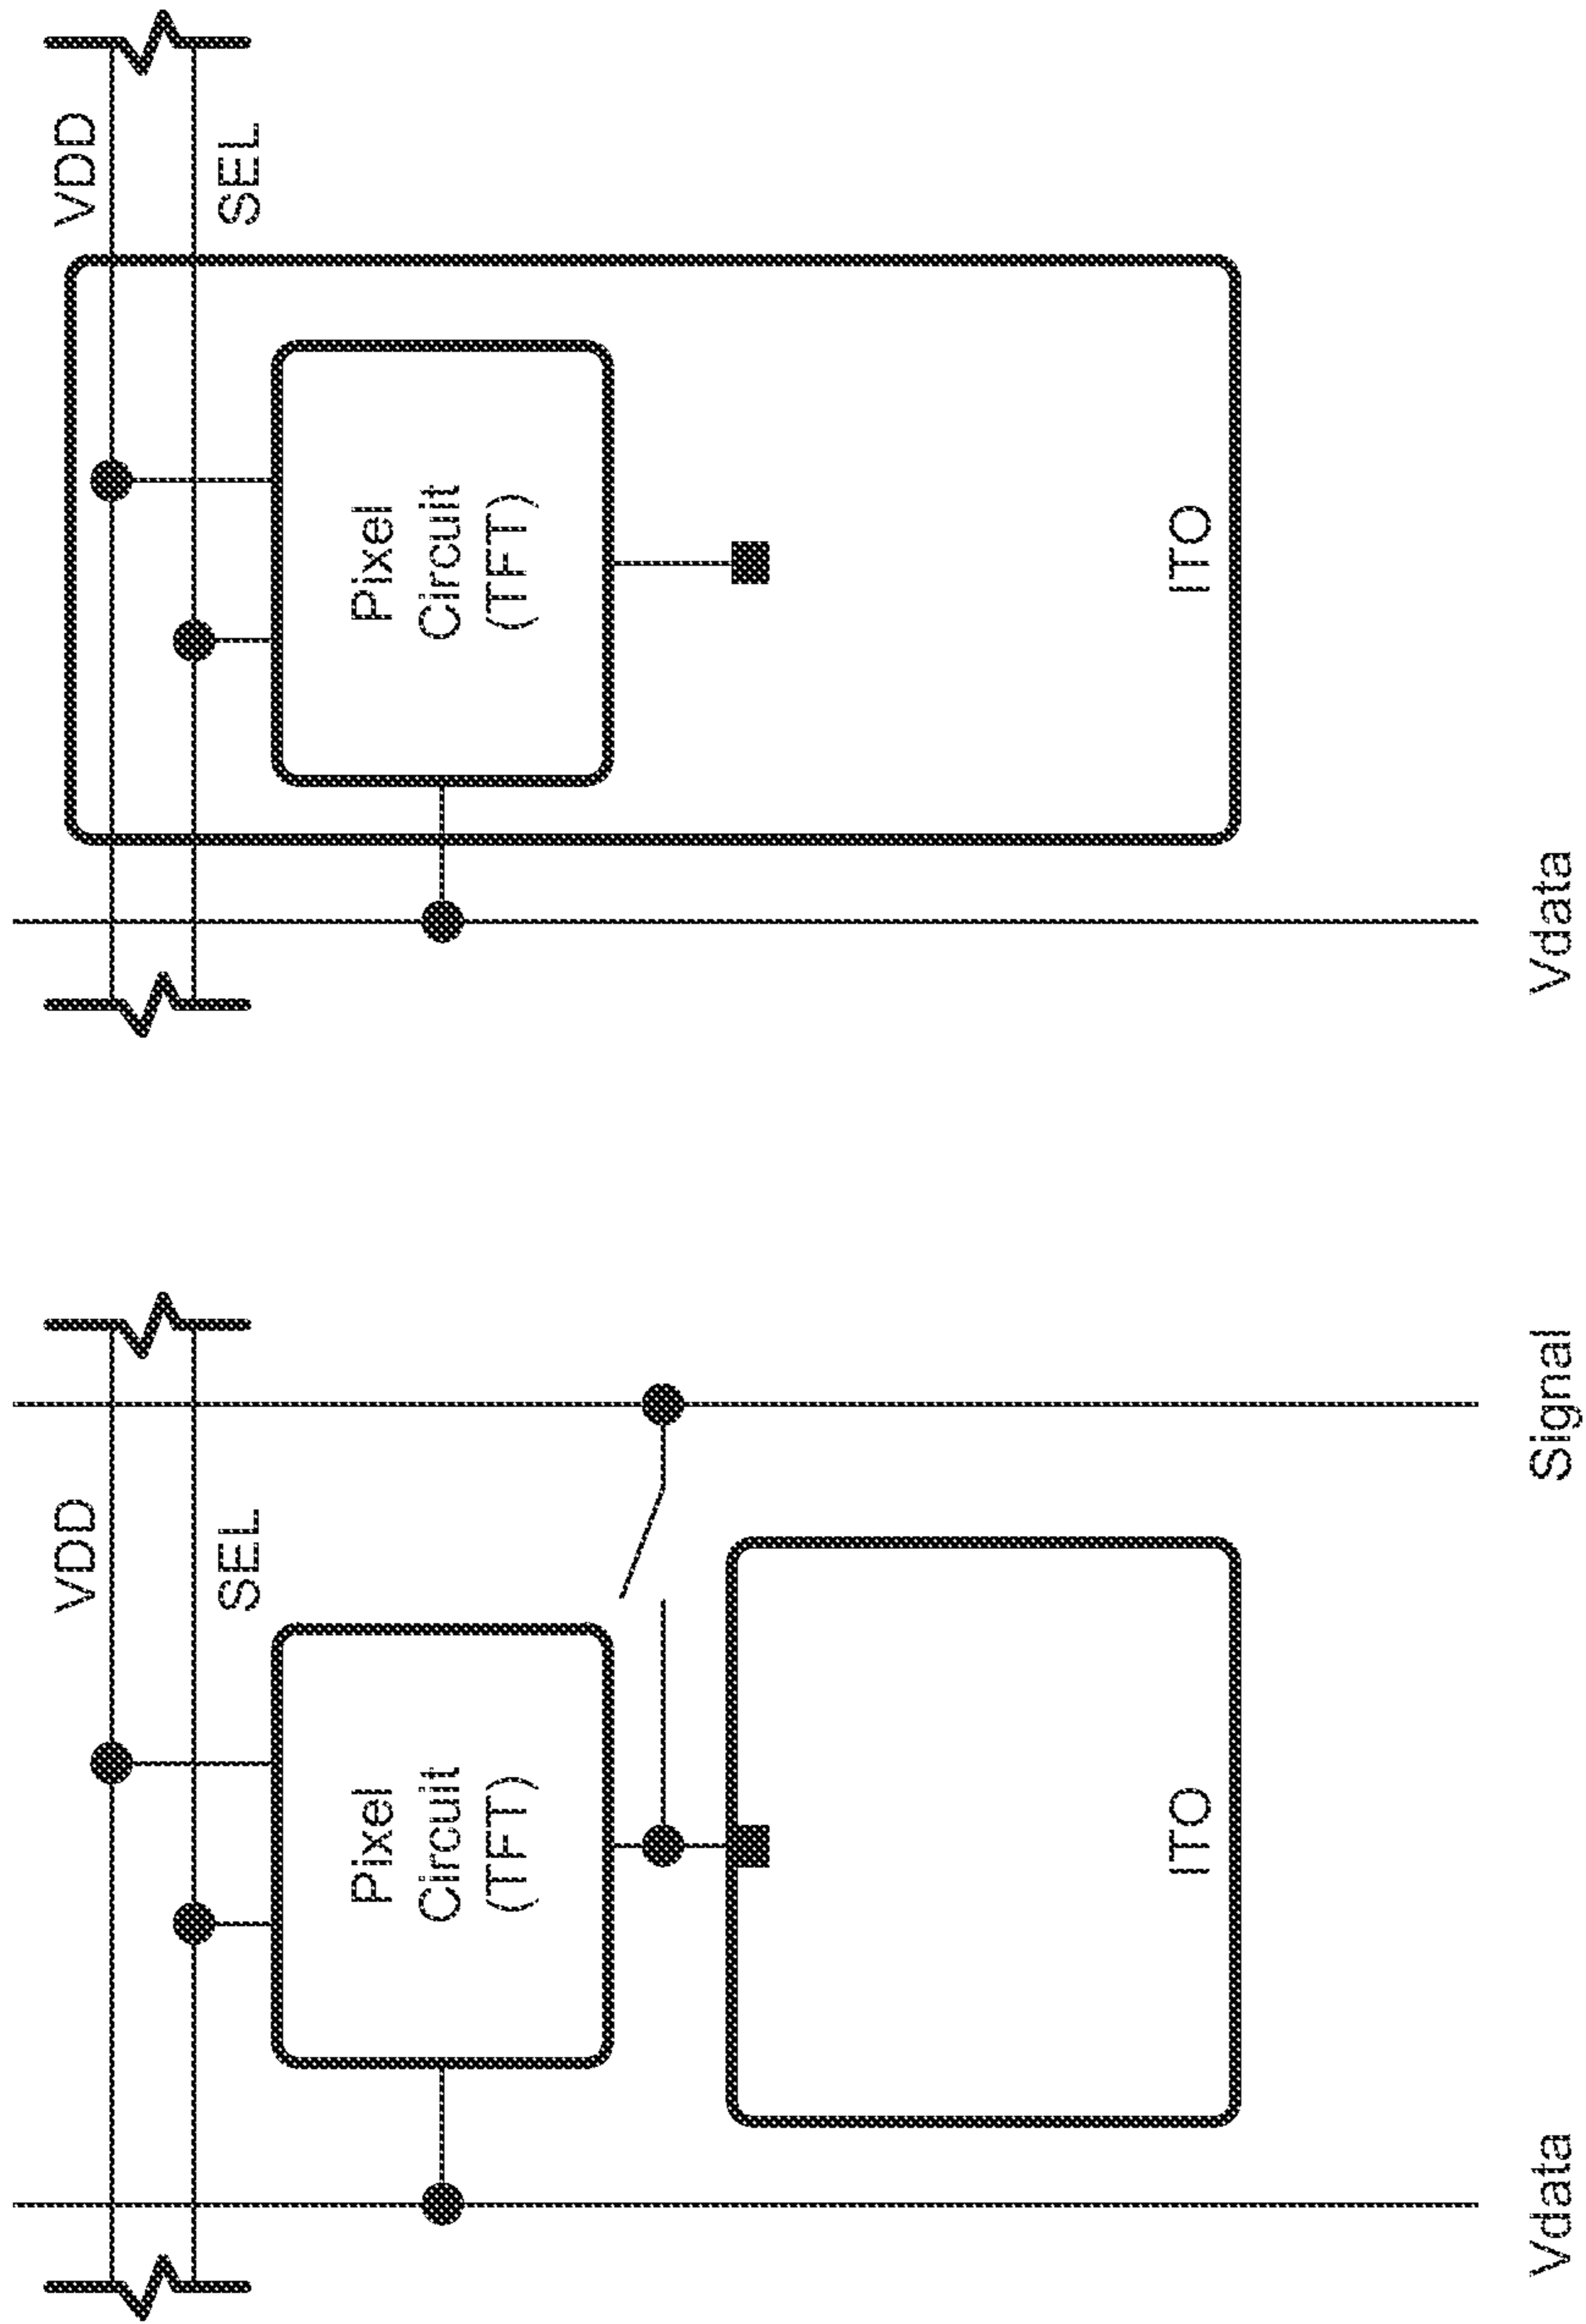 VDD
SEL
Pixel
Circuit
(TFT)
ITO
Vdata
Signal
VDD
SEL
Pixel
Circuit
(TFT)
ITO
Vdata